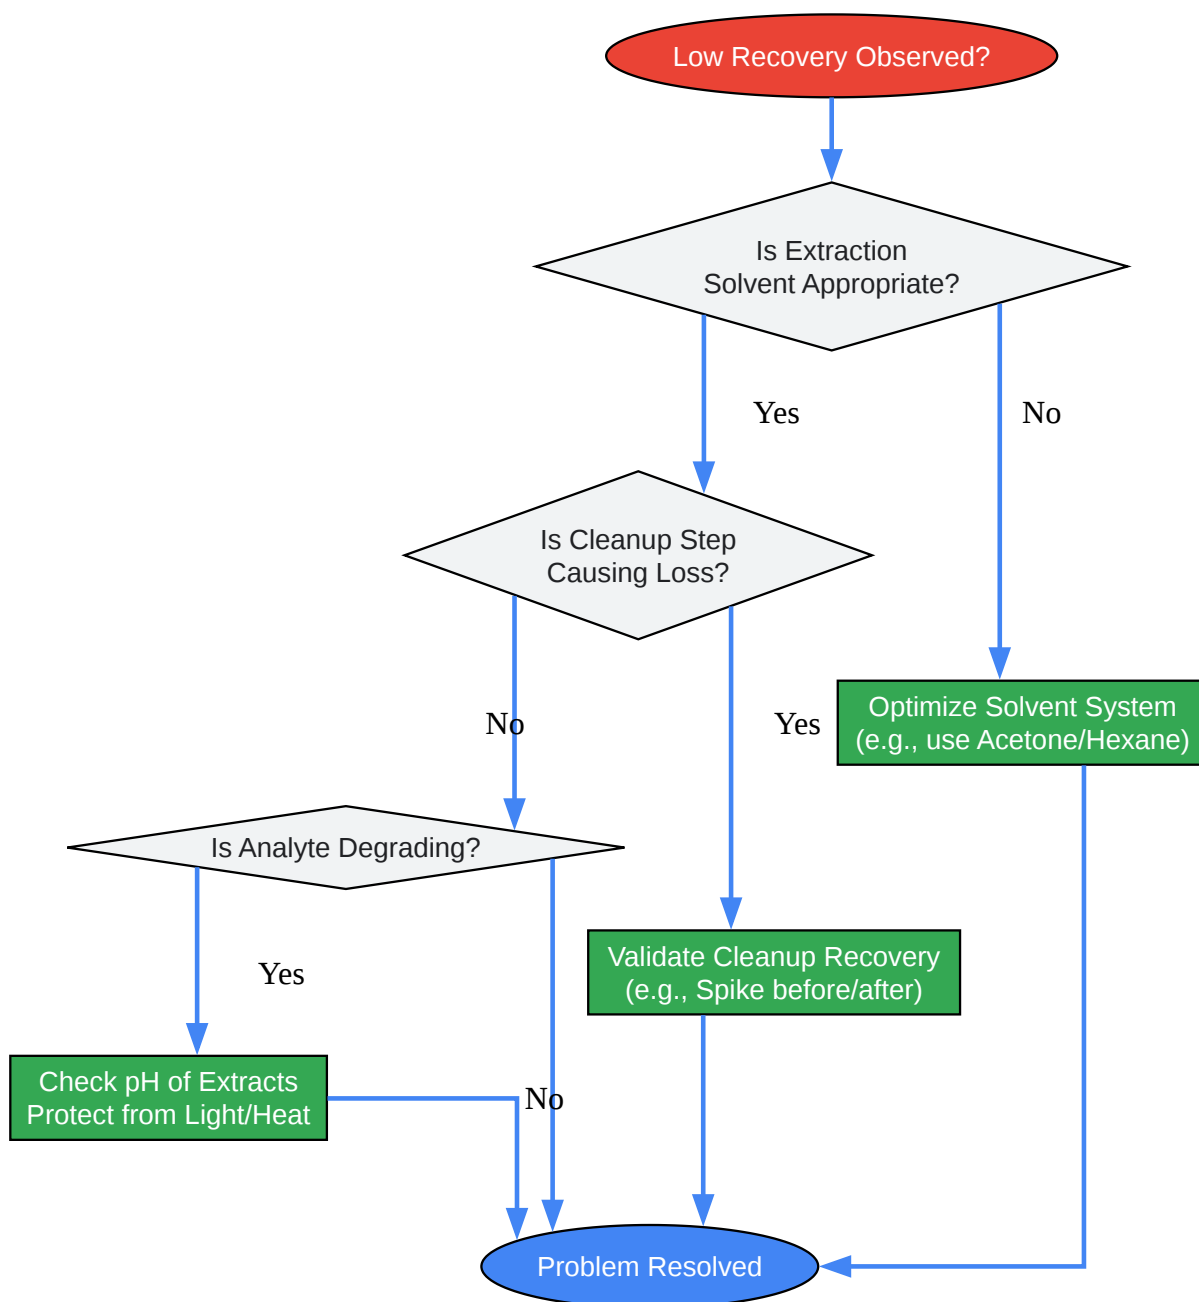 Low Recovery Observed?
Is Extraction
Solvent Appropriate?
Yes
No
Is Cleanup Step
Causing Loss?
No
Yes
Optimize Solvent System
(e.g., use Acetone/Hexane)
Is Analyte Degrading?
Yes
Validate Cleanup Recovery
(e.g., Spike before/after)
Check pH of Extracts
Protect from Light/Heat
No
Problem Resolved